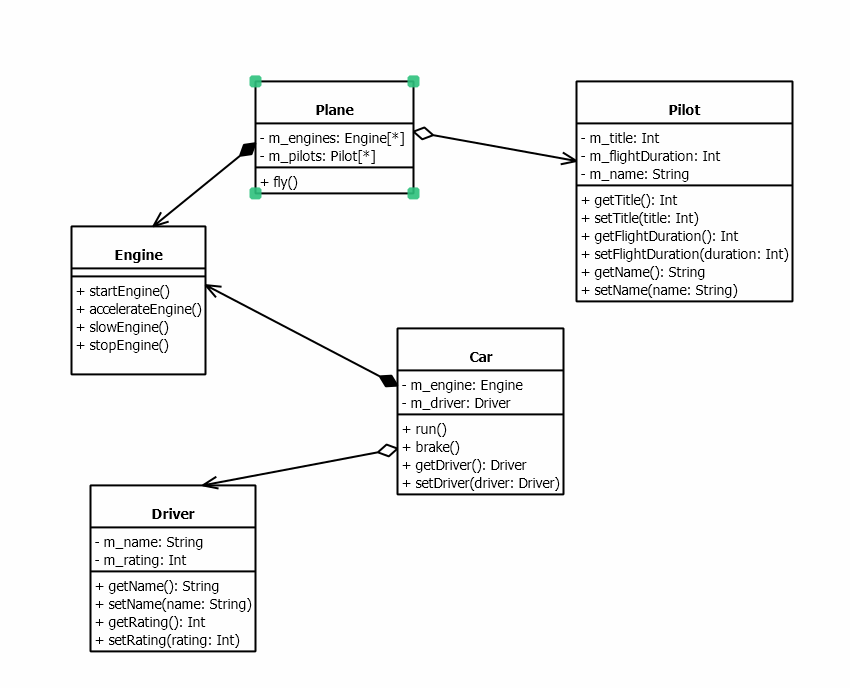 Plane
- m_engines: Engine[*]
- m_pilots: Pilot[*]
+ fly()
Pilot
- m_title: Int
- m_flightDuration: Int
- m_name: String
+ getTitle(): Int
+ setTitle(title: Int)
+ getFlightDuration(): Int
+ setFlightDuration(duration: Int)
+ getName(): String
+ setName(name: String)
Engine
+ startEngine()
+ accelerateEngine()
+ slowEngine()
+ stopEngine()
Car
- m_engine: Engine
- m_driver: Driver
+ run()
+ brake()
+ getDriver(): Driver
+ setDriver(driver: Driver)
Driver
- m_name: String
- m_rating: Int
+ getName(): String
+ setName(name: String)
+ getRating(): Int
+ setRating(rating: Int)